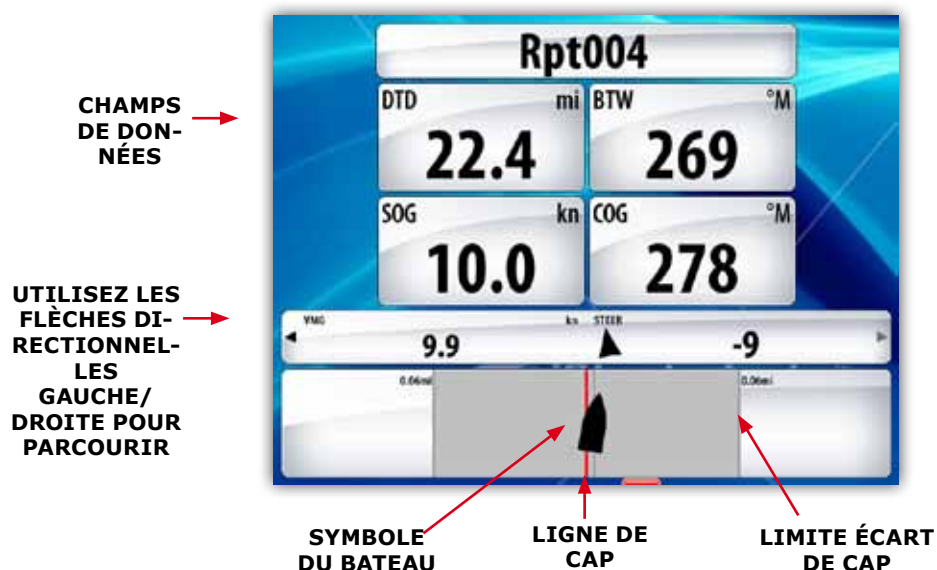 Rpt004
CHAMPS
DE DON-
NÉES
DTD mi
22.4
BTW °M
269
SOG kn
10.0
COG °M
278
UTILISEZ LES
FLÈCHES DI-
RECTIONNEL-
LES
GAUCHE/
DROITE POUR
PARCOURIR
VMG kn
9.9
STEER
-9
0.06mi
0.06mi
SYMBOLE
DU BATEAU
LIGNE DE
CAP
LIMITE ÉCART
DE CAP